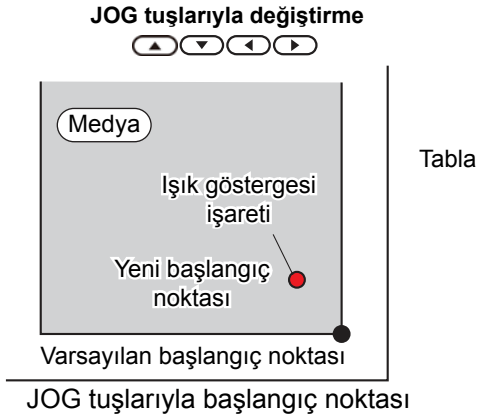 JOG tuşlarıyla değiştirme
Medya
Tabla
Işık göstergesi
işareti
Yeni başlangıç
noktası
Varsayılan başlangıç noktası
JOG tuşlarıyla başlangıç noktası